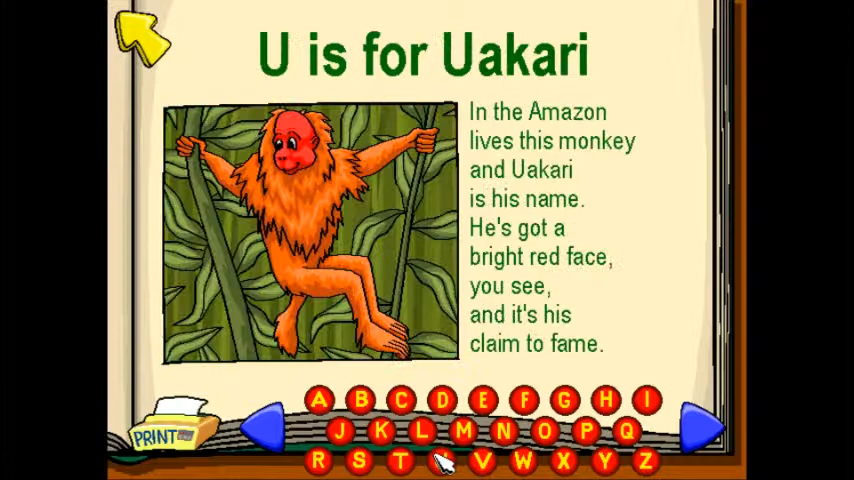 U is for Uakari
In the Amazon
lives this monkey
and Uakari
is his name.
He's got a
bright red face,
you see,
and it's his
claim to fame.
PRINT
A B C D E F G H I
J K L M N O P Q
R S T V W X Y Z